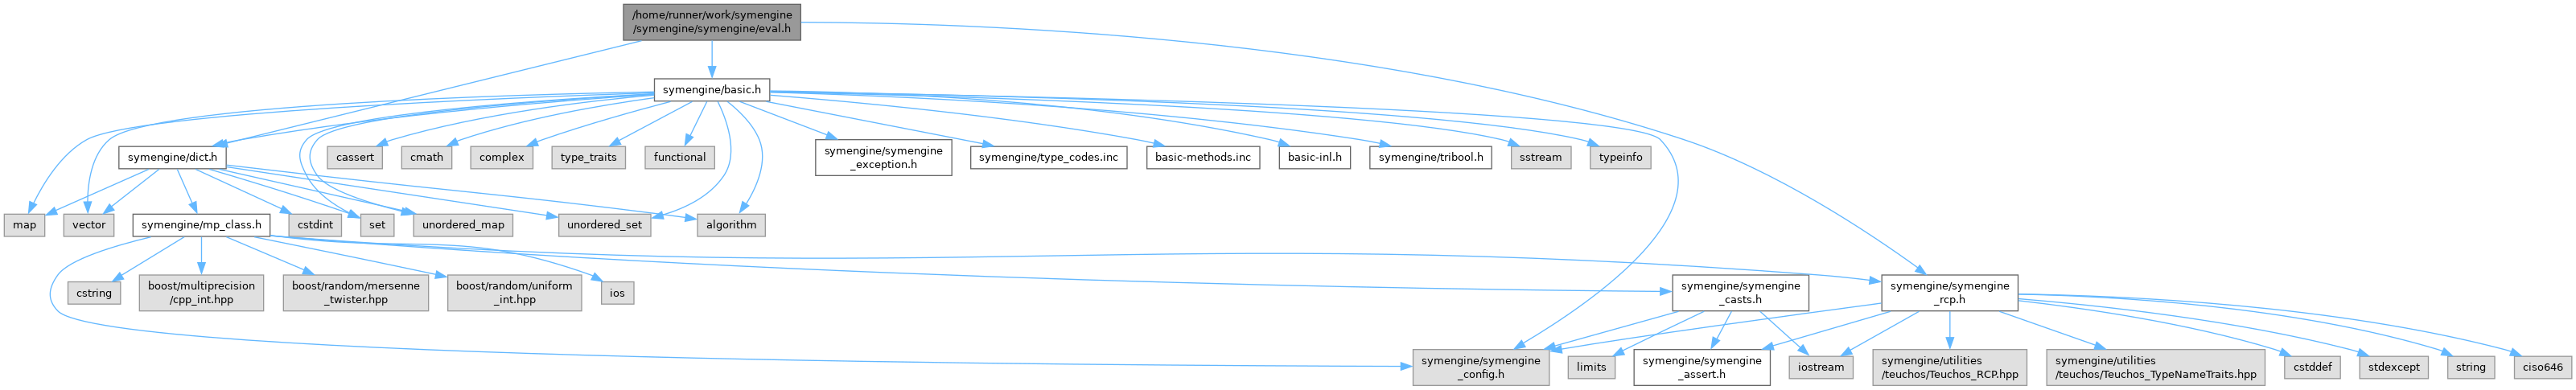 /home/runner/work/symengine
/symengine/symengine/eval.h
symengine/basic.h
symengine/dict.h
cassert
cmath
complex
type_traits
functional
symengine/symengine
_exception.h
symengine/type_codes.inc
basic-methods.inc
basic-inl.h
symengine/tribool.h
sstream
typeinfo
map
vector
symengine/mp_class.h
cstdint
set
unordered_map
unordered_set
algorithm
cstring
boost/multiprecision
/cpp_int.hpp
boost/random/mersenne
_twister.hpp
boost/random/uniform
_int.hpp
ios
symengine/symengine
_casts.h
symengine/symengine
_rcp.h
symengine/symengine
_config.h
limits
symengine/symengine
_assert.h
iostream
symengine/utilities
/teuchos/Teuchos_RCP.hpp
symengine/utilities
/teuchos/Teuchos_TypeNameTraits.hpp
cstddef
stdexcept
string
ciso646